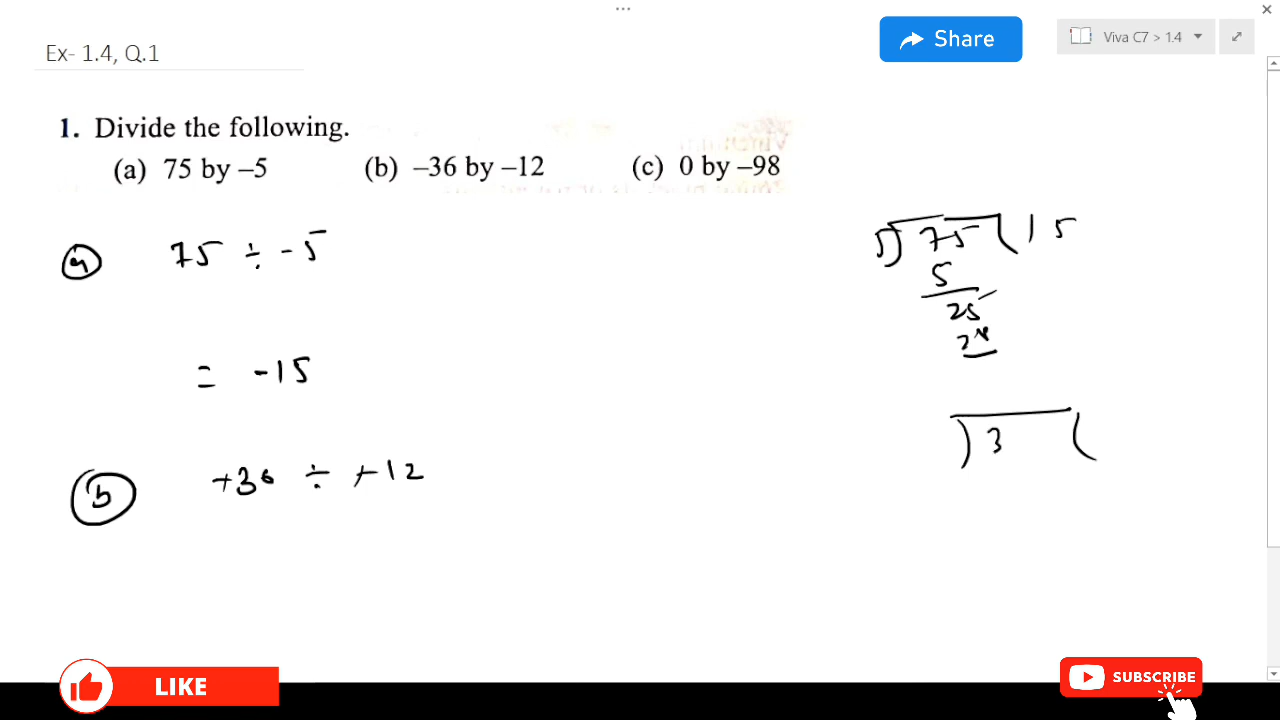 Ex- 1.4, Q.1
Share
Viva C7 > 1.4
1. Divide the following.
(a) 75 by –5 (b) –36 by –12 (c) 0 by –98
(a) 75 ÷ -5
5) 75 ( 15
5
25
= -15
) 3 (
(b) +36 ÷ +12
LIKE
SUBSCRIBE